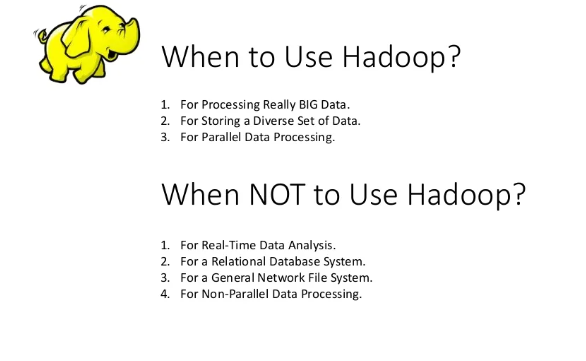 When to Use Hadoop?
1. For Processing Really BIG Data.
2. For Storing a Diverse Set of Data.
3. For Parallel Data Processing.
When NOT to Use Hadoop?
1. For Real-Time Data Analysis.
2. For a Relational Database System.
3. For a General Network File System.
4. For Non-Parallel Data Processing.